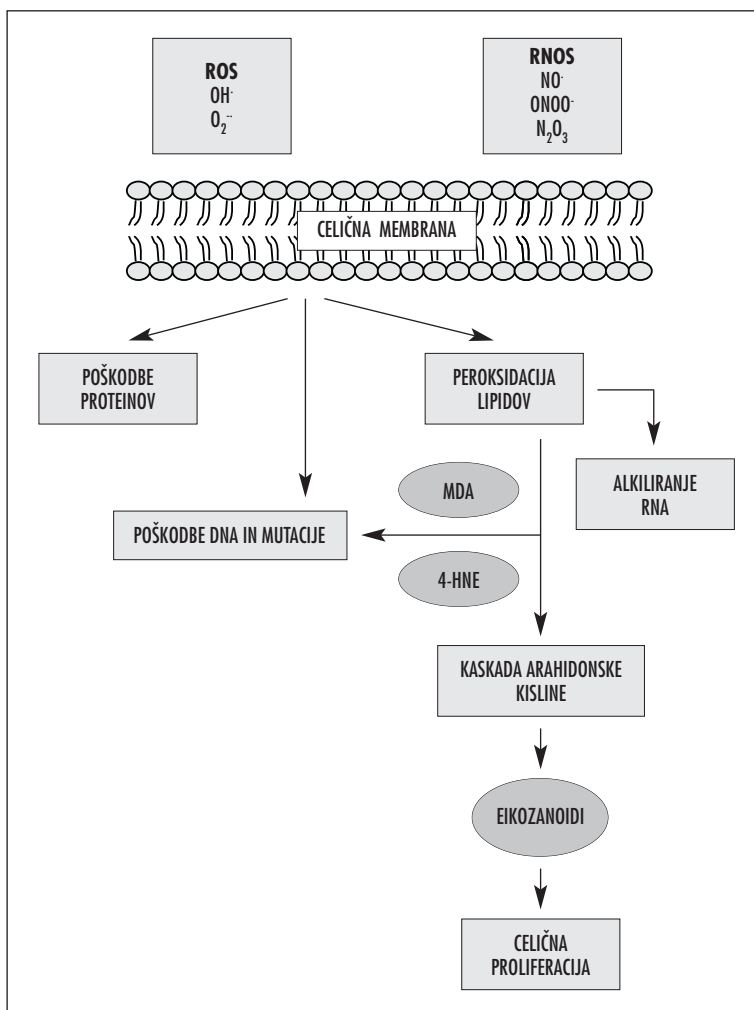 ROS
OH·
O₂·⁻
RNOS
NO·
ONOO⁻
N₂O₃
CELIČNA MEMBRANA
POŠKODBE
PROTEINOV
PEROKSIDACIJA
LIPIDOV
MDA
ALKILIRANJE
RNA
POŠKODBE DNA IN MUTACIJE
4-HNE
KASKADA ARAHIDONSKE
KISLINE
EIKOZANOIDI
CELIČNA
PROLIFERACIJA